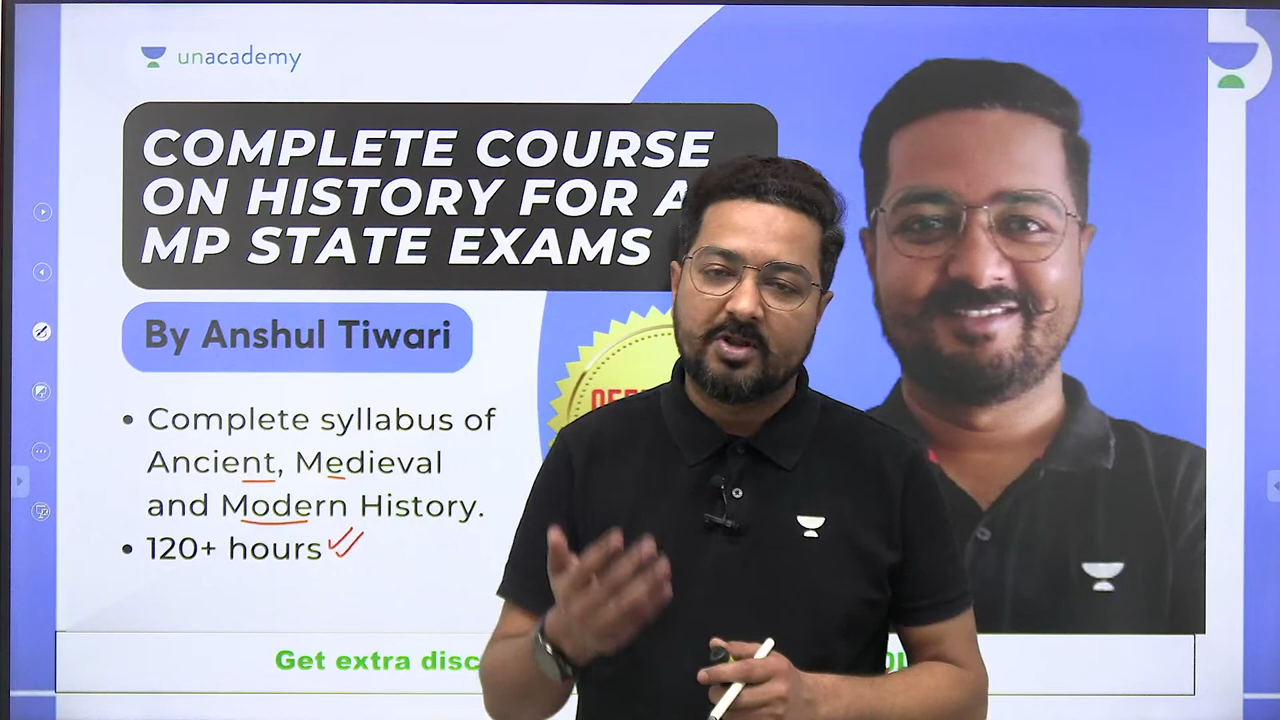 unacademy
COMPLETE COURSE
ON HISTORY FOR
MP STATE EXAMS
By Anshul Tiwari
• Complete syllabus of
Ancient, Medieval
and Modern History.
• 120+ hours
Get extra